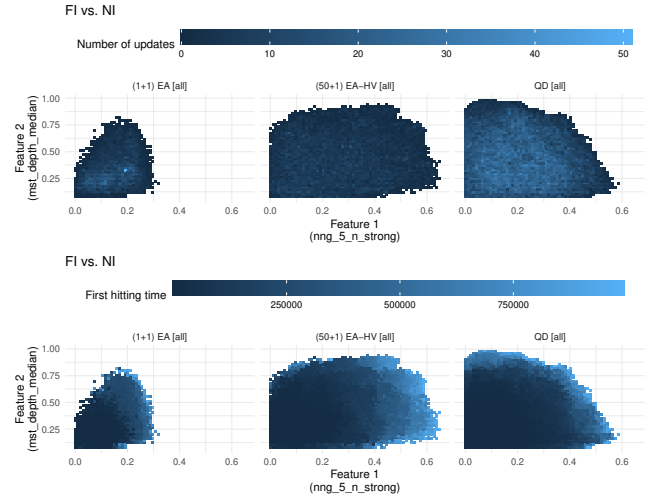 FI vs. NI
Number of updates
0 10 20 30 40 50
(1+1) EA [all] (50+1) EA−HV [all] QD [all]
Feature 2
(mst_depth_median)
1.00
0.75
0.50
0.25
0.0 0.2 0.4 0.6 0.0 0.2 0.4 0.6 0.0 0.2 0.4 0.6
Feature 1
(nng_5_n_strong)
FI vs. NI
First hitting time
250000 500000 750000
(1+1) EA [all] (50+1) EA−HV [all] QD [all]
Feature 2
(mst_depth_median)
1.00
0.75
0.50
0.25
0.0 0.2 0.4 0.6 0.0 0.2 0.4 0.6 0.0 0.2 0.4 0.6
Feature 1
(nng_5_n_strong)